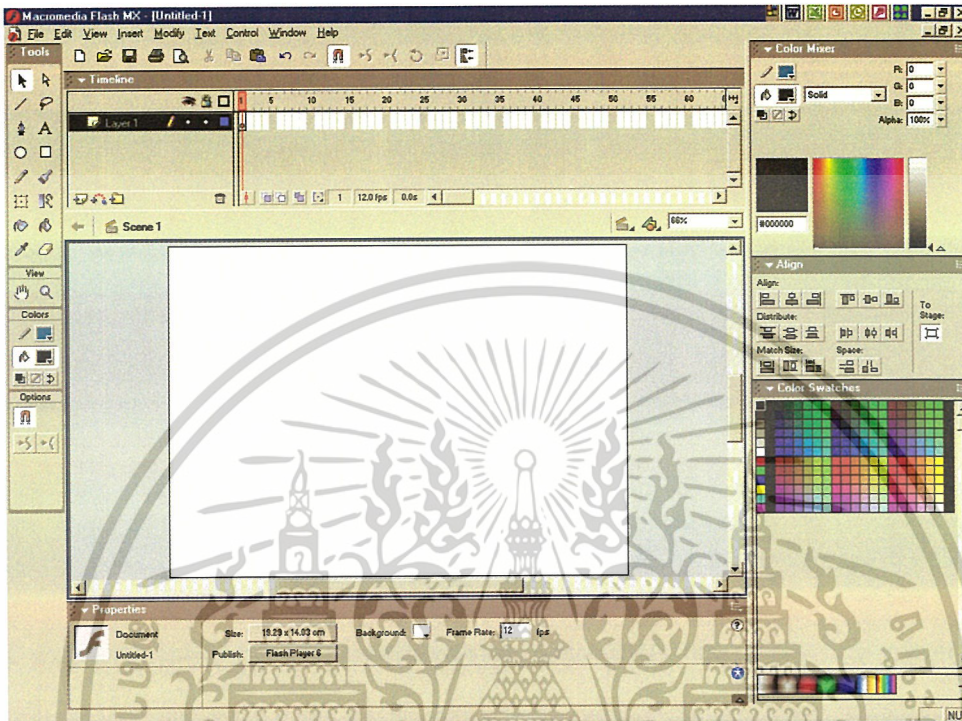 Macromedia Flash MX - [Untitled-1]
File Edit View Insert Modify Text Control Window Help
Tools
Timeline
1 5 10 15 20 25 30 35 40 45 50 55 60
Layer 1
1 12.0 fps 0.0s
Scene 1
66%
View
Colors
Options
Color Mixer
R: 0
Solid
G: 0
B: 0
Alpha: 100%
#000000
Align
Align:
To Stage:
Distribute:
Match Size: Space:
Color Swatches
Properties
Document
Size: 19.29 x 14.03 cm
Background:
Frame Rate: 12 fps
Untitled-1
Publish: Flash Player 6
NU